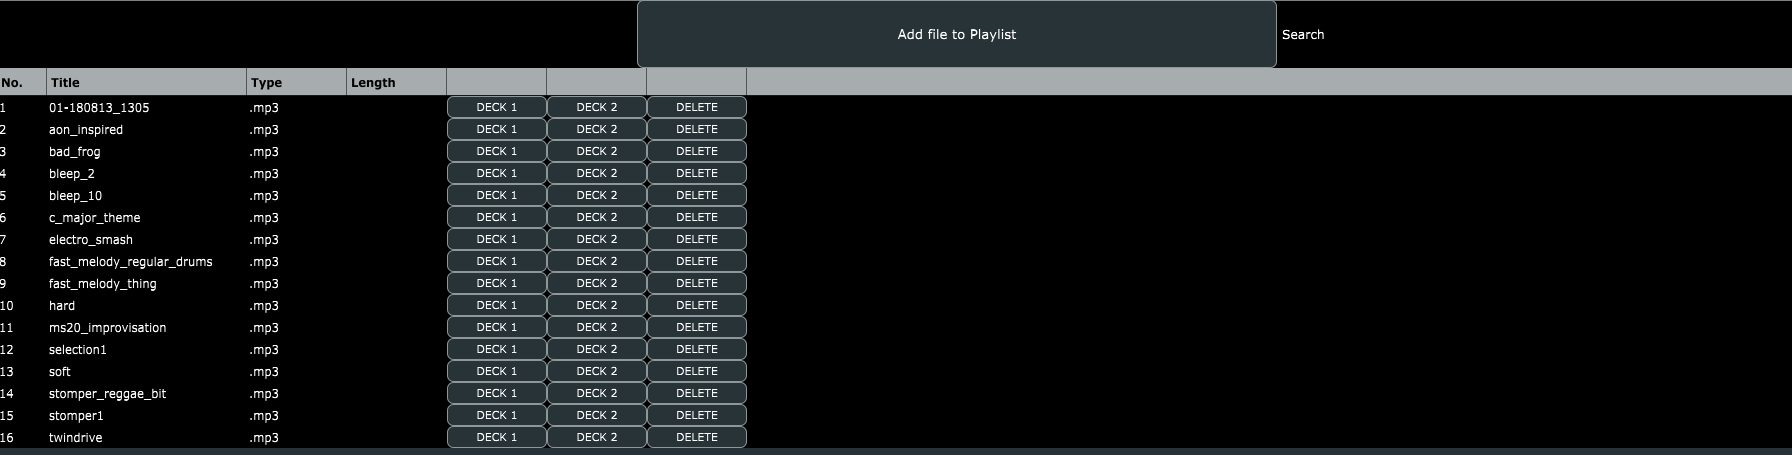 Add file to Playlist Search
No. Title Type Length
1 01-180813_1305 .mp3 DECK 1 DECK 2 DELETE
2 aon_inspired .mp3 DECK 1 DECK 2 DELETE
3 bad_frog .mp3 DECK 1 DECK 2 DELETE
4 bleep_2 .mp3 DECK 1 DECK 2 DELETE
5 bleep_10 .mp3 DECK 1 DECK 2 DELETE
6 c_major_theme .mp3 DECK 1 DECK 2 DELETE
7 electro_smash .mp3 DECK 1 DECK 2 DELETE
8 fast_melody_regular_drums .mp3 DECK 1 DECK 2 DELETE
9 fast_melody_thing .mp3 DECK 1 DECK 2 DELETE
10 hard .mp3 DECK 1 DECK 2 DELETE
11 ms20_improvisation .mp3 DECK 1 DECK 2 DELETE
12 selection1 .mp3 DECK 1 DECK 2 DELETE
13 soft .mp3 DECK 1 DECK 2 DELETE
14 stomper_reggae_bit .mp3 DECK 1 DECK 2 DELETE
15 stomper1 .mp3 DECK 1 DECK 2 DELETE
16 twindrive .mp3 DECK 1 DECK 2 DELETE